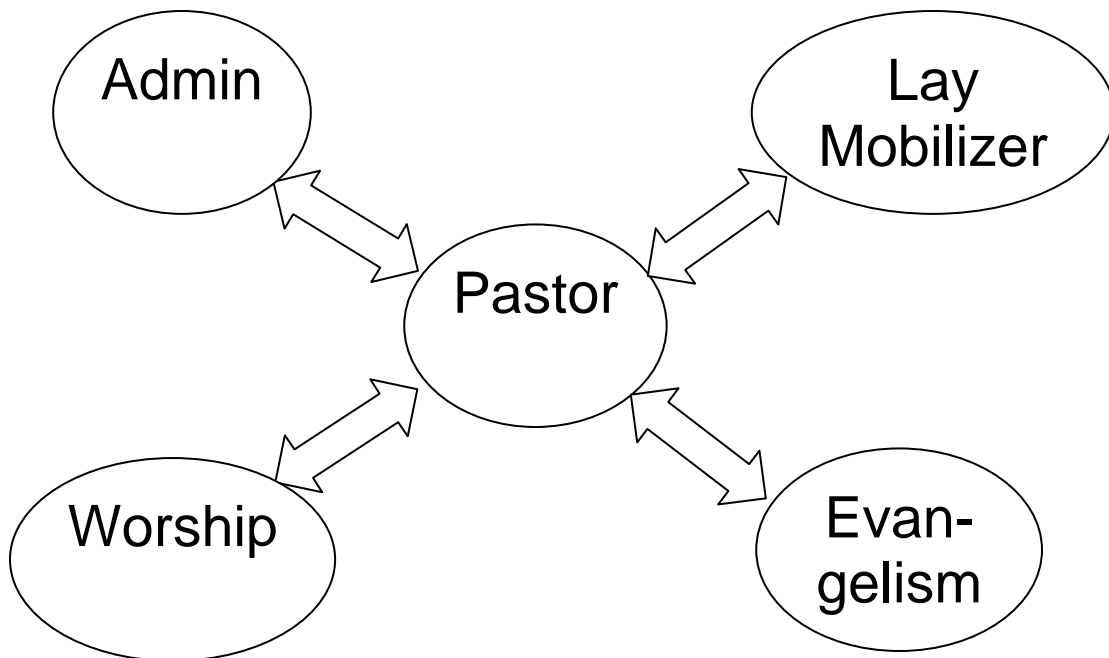 Admin
Lay
Mobilizer
Pastor
Worship
Evan-
gelism